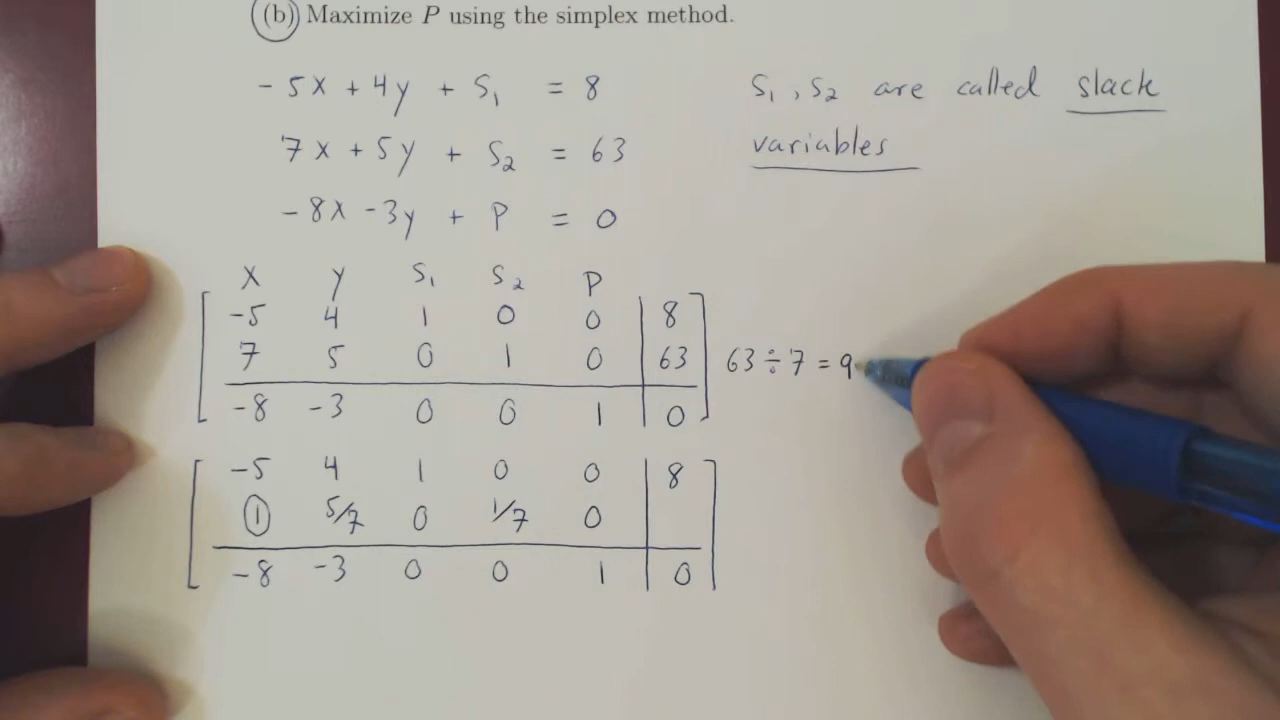 (b) Maximize P using the simplex method.
-5x + 4y + S₁ = 8
7x + 5y + S₂ = 63
-8x - 3y + P = 0
S₁, S₂ are called slack
variables
x y S₁ S₂ P
-5 4 1 0 0 8
7 5 0 1 0 63
-8 -3 0 0 1 0
63 ÷ 7 = 9
-5 4 1 0 0 8
1 5/7 0 1/7 0
-8 -3 0 0 1 0